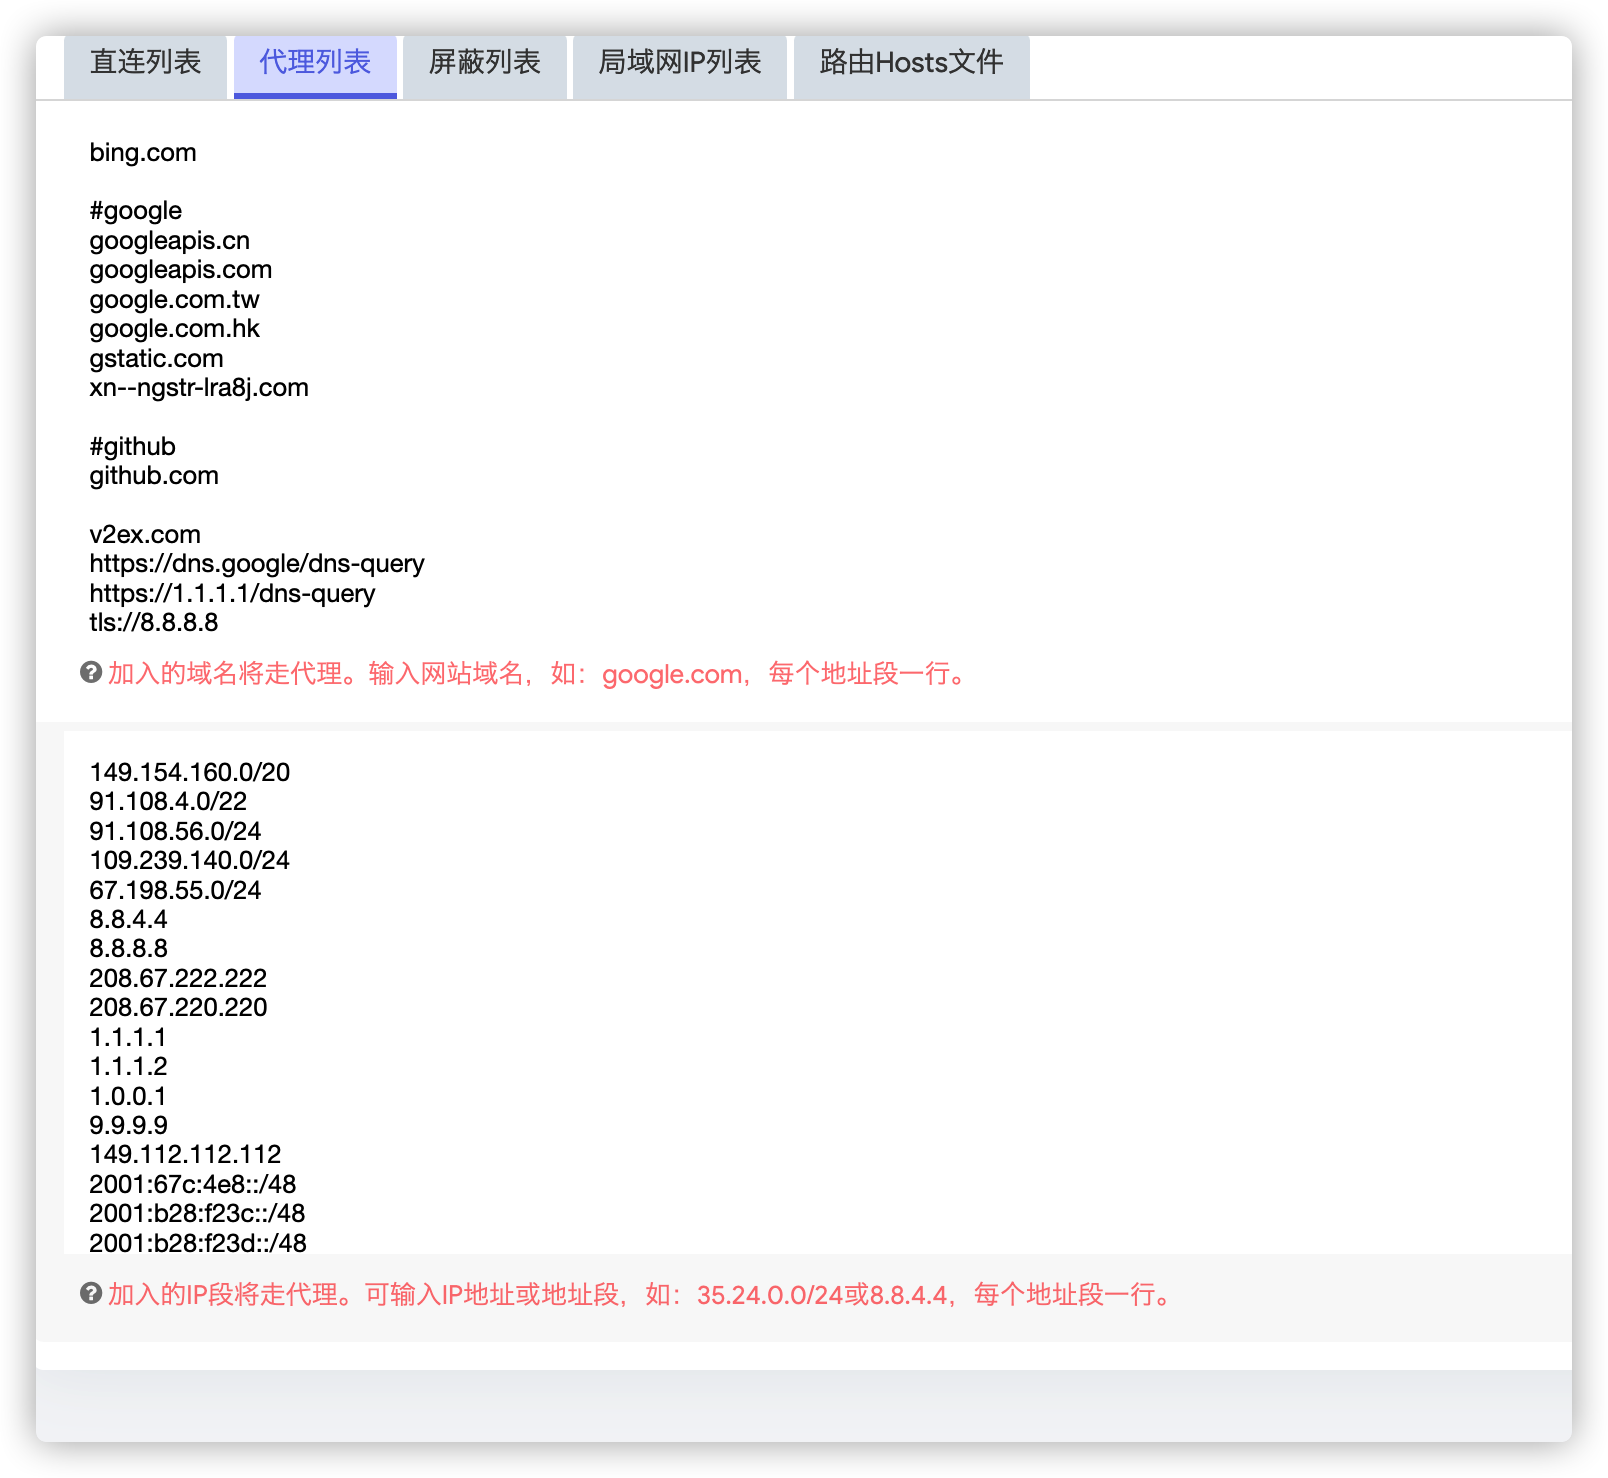 直连列表
代理列表
屏蔽列表
局域网IP列表
路由Hosts文件
bing.com
#google
googleapis.cn
googleapis.com
google.com.tw
google.com.hk
gstatic.com
xn--ngstr-lra8j.com
#github
github.com
v2ex.com
https://dns.google/dns-query
https://1.1.1.1/dns-query
tls://8.8.8.8
加入的域名将走代理。输入网站域名，如：google.com，每个地址段一行。
149.154.160.0/20
91.108.4.0/22
91.108.56.0/24
109.239.140.0/24
67.198.55.0/24
8.8.4.4
8.8.8.8
208.67.222.222
208.67.220.220
1.1.1.1
1.1.1.2
1.0.0.1
9.9.9.9
149.112.112.112
2001:67c:4e8::/48
2001:b28:f23c::/48
2001:b28:f23d::/48
加入的IP段将走代理。可输入IP地址或地址段，如：35.24.0.0/24或8.8.4.4，每个地址段一行。